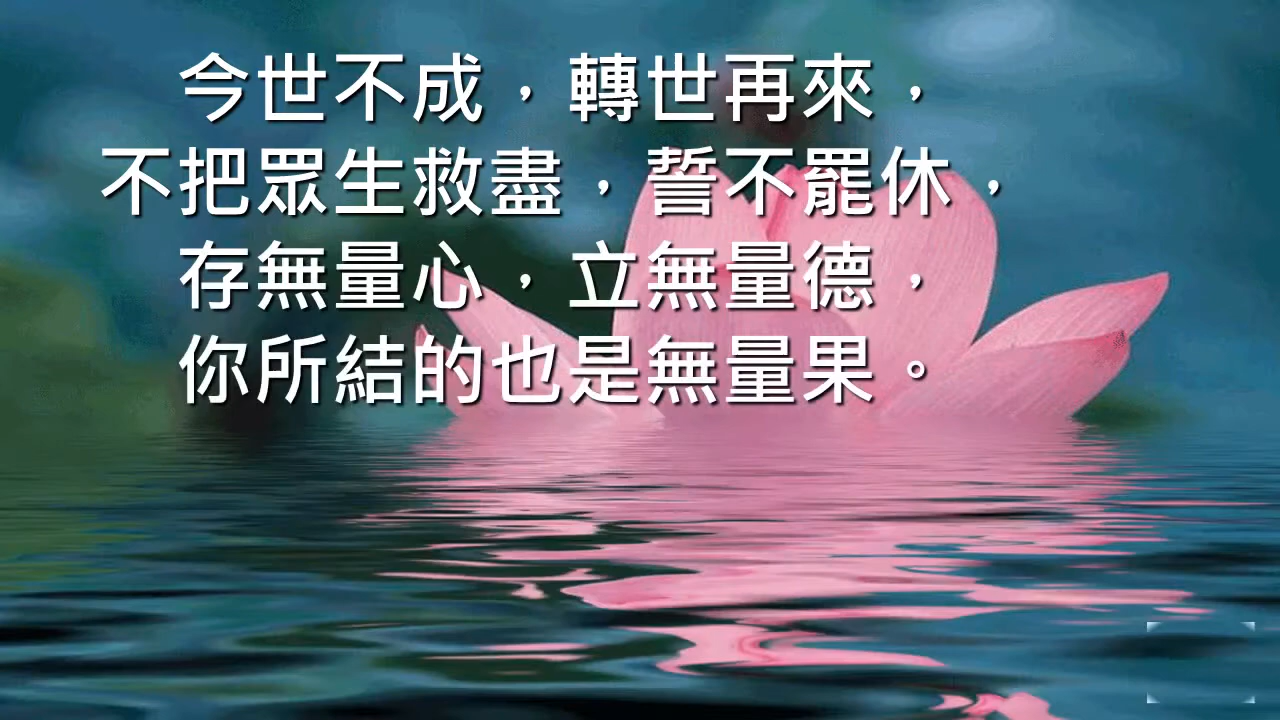 今世不成，轉世再來，
不把眾生救盡，誓不罷休，
存無量心，立無量德，
你所結的也是無量果。